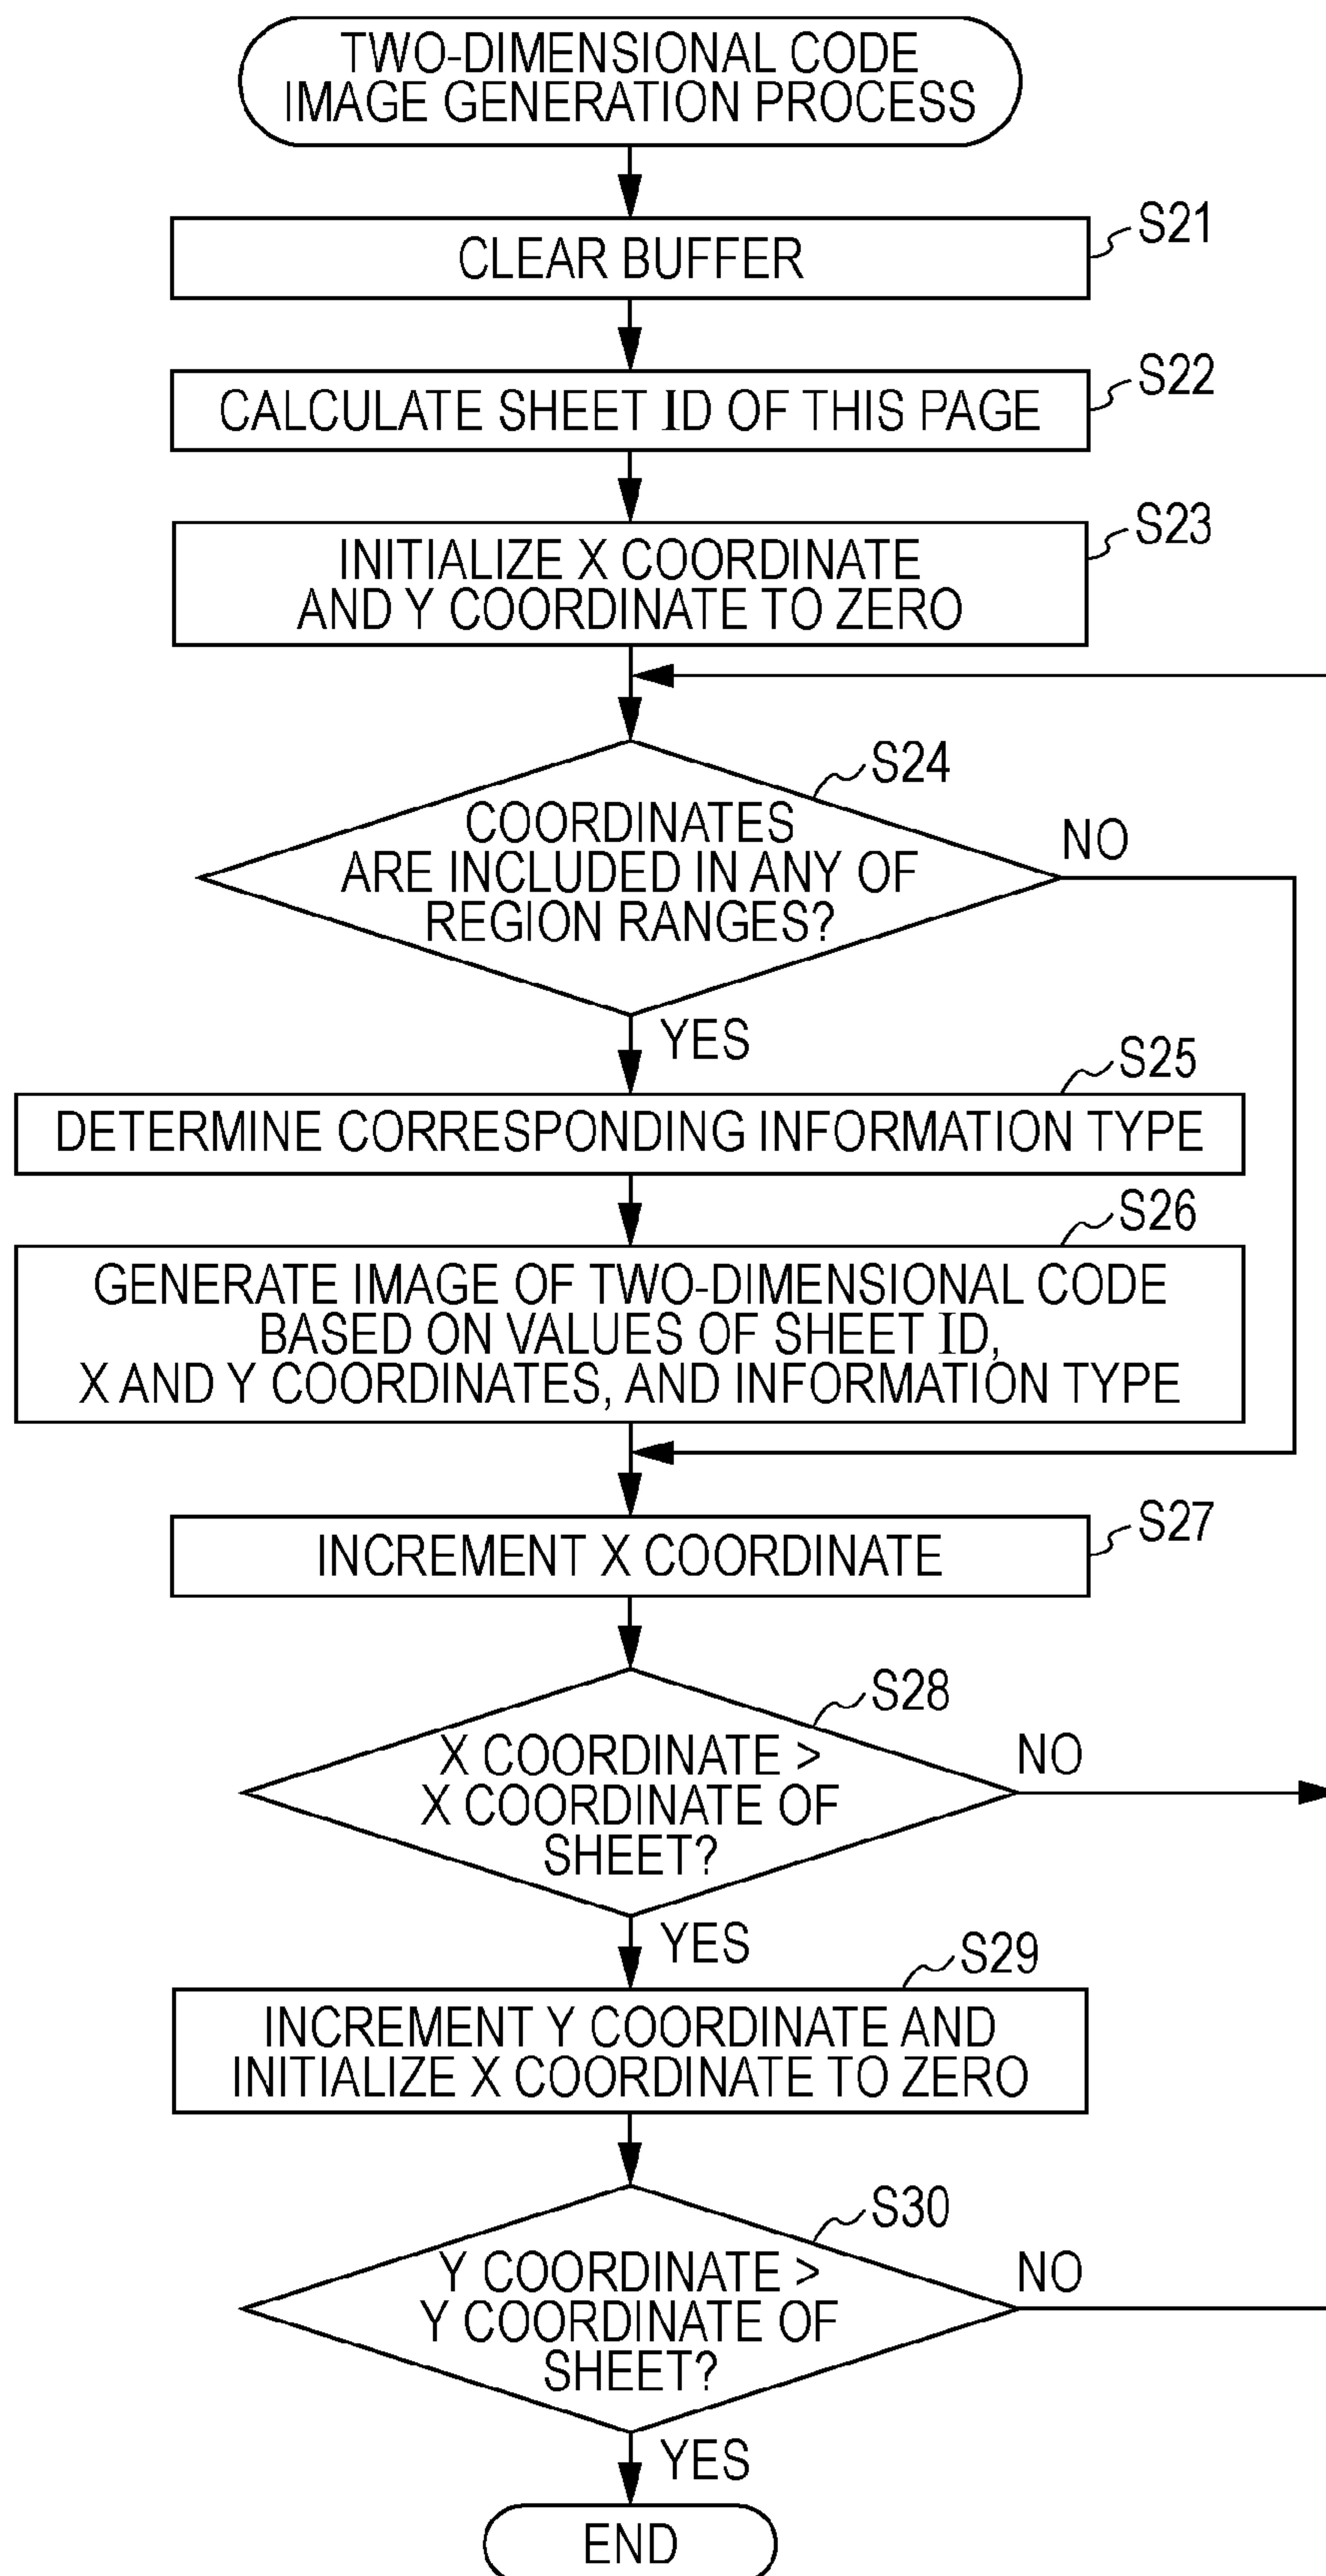 TWO-DIMENSIONAL CODE
IMAGE GENERATION PROCESS
S21
CLEAR BUFFER
S22
CALCULATE SHEET ID OF THIS PAGE
S23
INITIALIZE X COORDINATE
AND Y COORDINATE TO ZERO
S24
COORDINATES
ARE INCLUDED IN ANY OF
REGION RANGES?
NO
YES
S25
DETERMINE CORRESPONDING INFORMATION TYPE
S26
GENERATE IMAGE OF TWO-DIMENSIONAL CODE
BASED ON VALUES OF SHEET ID,
X AND Y COORDINATES, AND INFORMATION TYPE
S27
INCREMENT X COORDINATE
S28
X COORDINATE >
X COORDINATE OF
SHEET?
NO
YES
S29
INCREMENT Y COORDINATE AND
INITIALIZE X COORDINATE TO ZERO
S30
Y COORDINATE >
Y COORDINATE OF
SHEET?
NO
YES
END